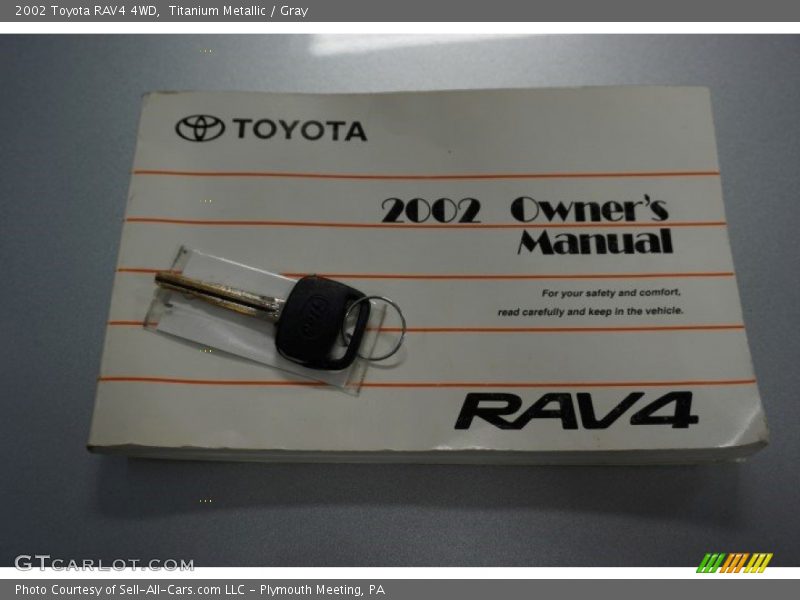 2002 Toyota RAV4 4WD,  Titanium Metallic / Gray
TOYOTA
2002 Owner's
Manual
For your safety and comfort,
read carefully and keep in the vehicle.
RAV4
GTCARLOT.COM
Photo Courtesy of Sell-All-Cars.com LLC - Plymouth Meeting, PA